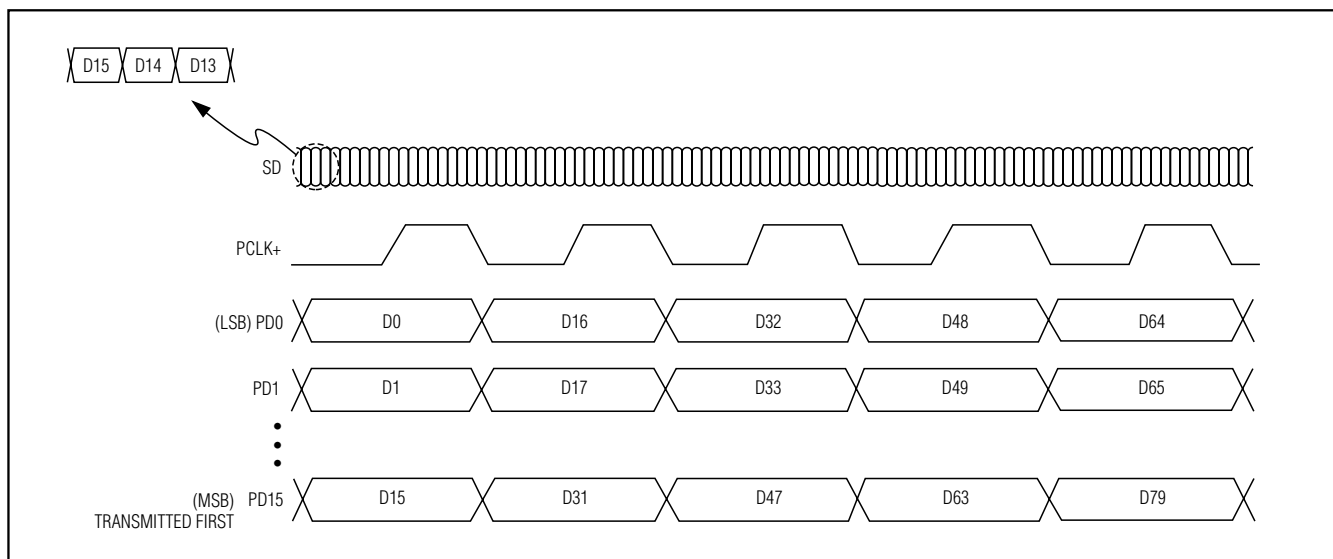 D15 D14 D13
SD
PCLK+
(LSB) PD0 D0 D16 D32 D48 D64
PD1 D1 D17 D33 D49 D65
(MSB) PD15 D15 D31 D47 D63 D79
TRANSMITTED FIRST